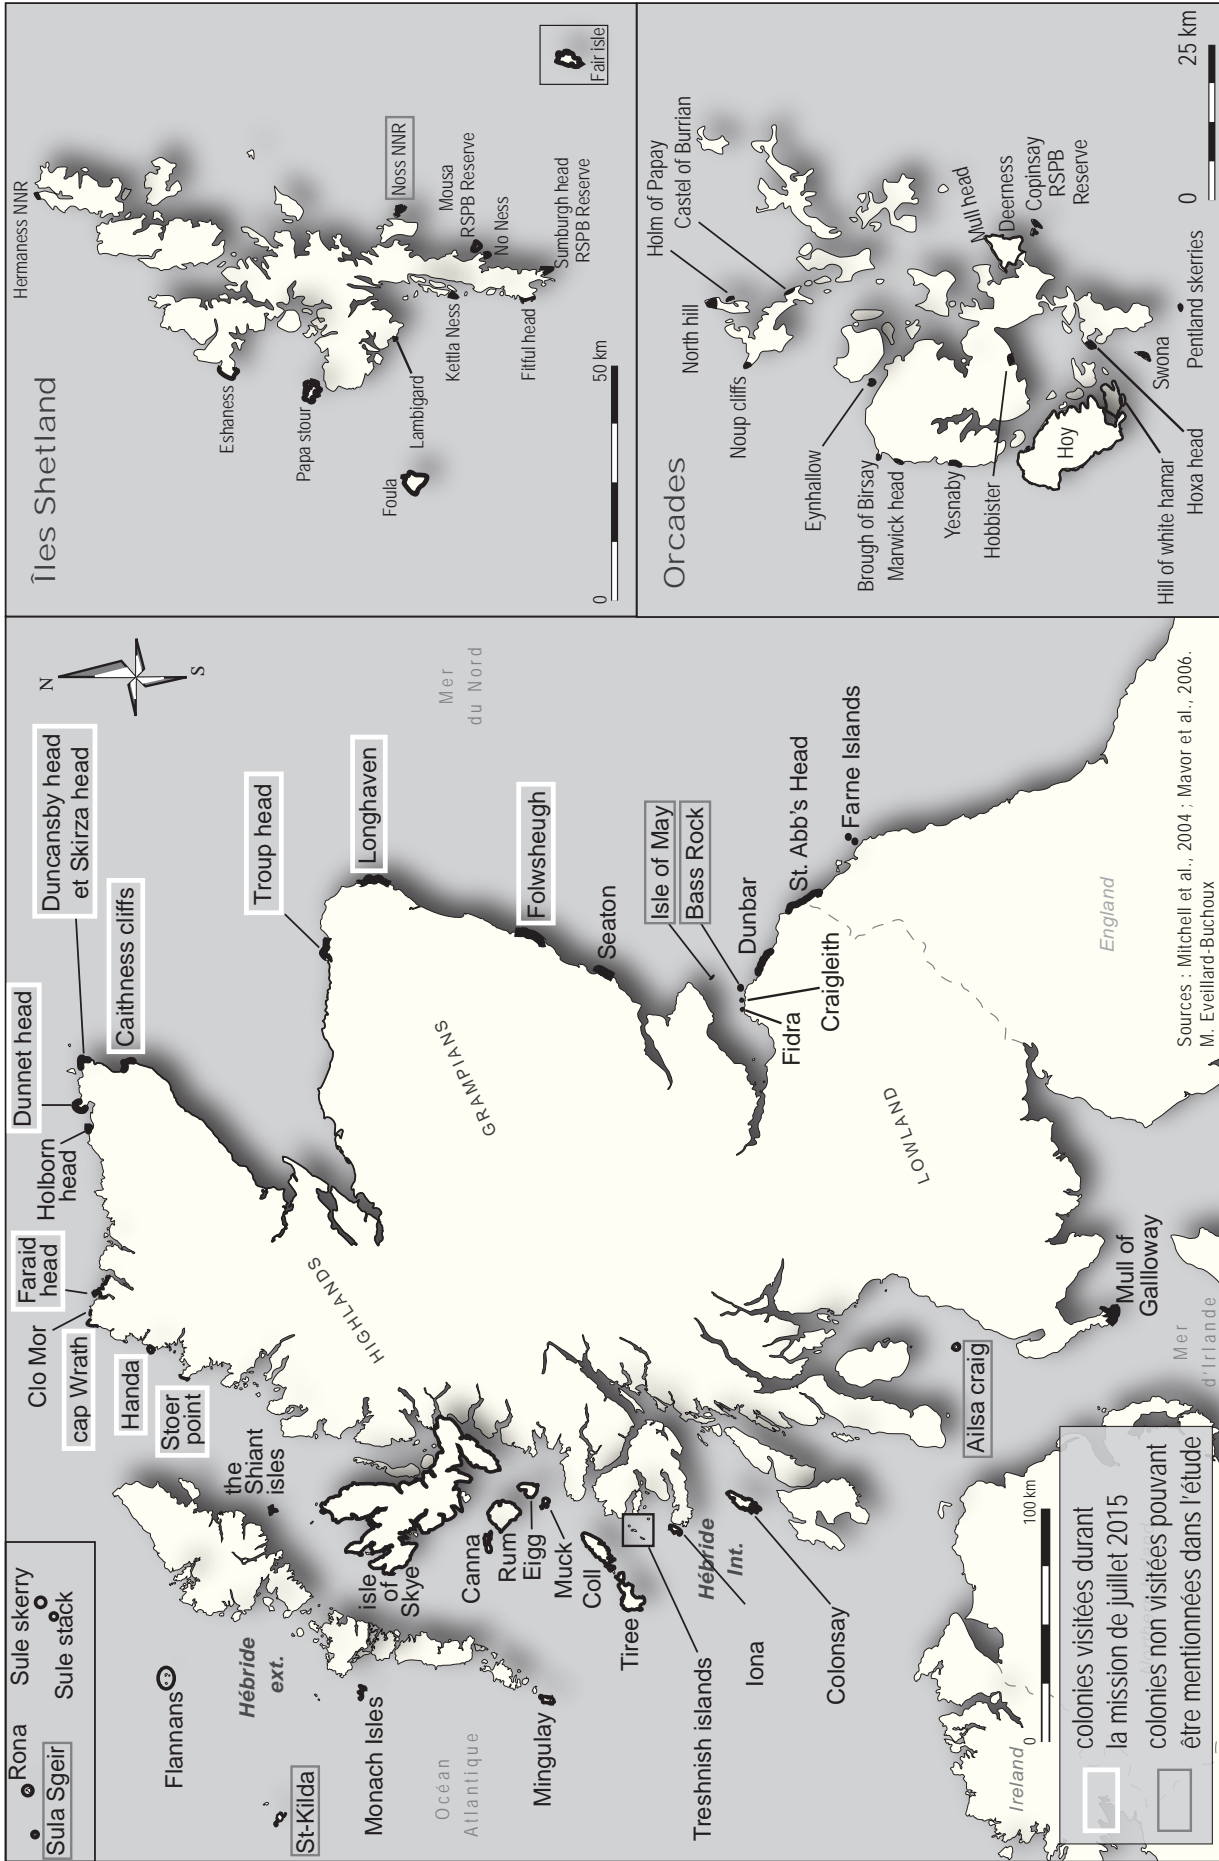 Rona
Sula Sgeir
Sule skerry
Sule stack
Flannans
St-Kilda
Hébride
ext.
Monach Isles
Océan
Atlantique
Mingulay
the
Shiant
isles
isle
of
Skye
Canna
Rum
Eigg
Muck
Coll
Tiree
Treshnish islands
Hébride
Int.
Iona
Colonsay
Clo Mor
cap Wrath
Faraid
head
Handa
Stoer
point
Holborn
head
Dunnet head
Duncansby head
et Skirza head
Caithness cliffs
Troup head
Longhaven
Folwsheugh
Seaton
Isle of May
Bass Rock
Dunbar
Fidra
Craigleith
St. Abb's Head
Farne Islands
HIGHLANDS
GRAMPIANS
LOWLAND
England
Mer
du Nord
N
S
Ailsa craig
Mull of
Galloway
Mer
d'Irlande
Ireland
0
100 km
colonies visitées durant
la mission de juillet 2015
colonies non visitées pouvant
être mentionnées dans l'étude
Sources : Mitchell et al., 2004 ; Mavor et al., 2006.
M. Eveillard-Buchoux
Îles Shetland
Hermaness NNR
Eshaness
Papa stour
Foula
Lambigard
Kettla Ness
Fitful head
Noss NNR
Mousa
RSPB Reserve
No Ness
Sumburgh head
RSPB Reserve
Fair isle
0
50 km
Orcades
North hill
Holm of Papay
Castel of Burrian
Noup cliffs
Eynhallow
Brough of Birsay
Marwick head
Yesnaby
Hobbister
Hoy
Hill of white hamar
Hoxa head
Swona
Pentland skerries
Mull head
Deerness
Copinsay
RSPB
Reserve
0
25 km